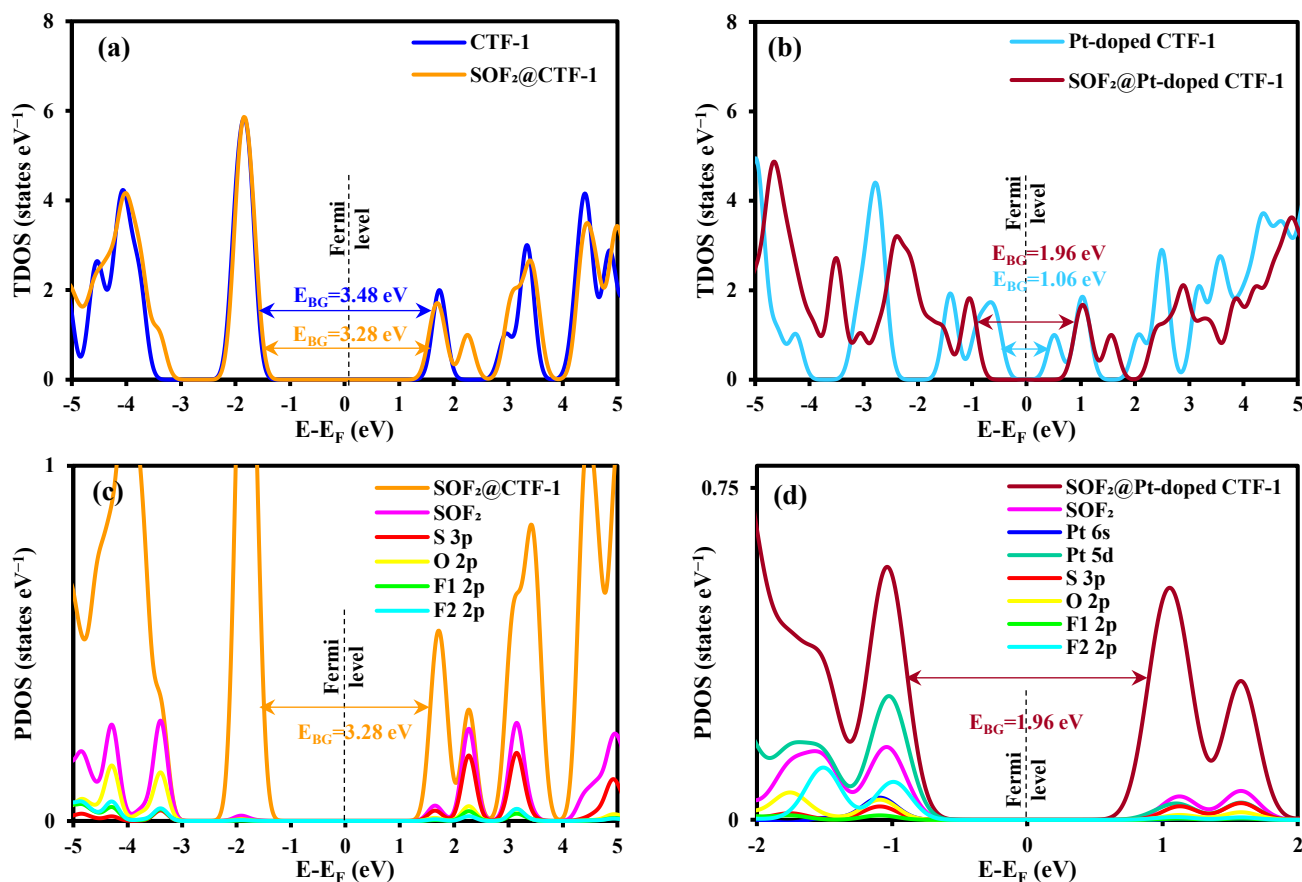 (a)
CTF-1
SOF₂@CTF-1
Fermi level
E_BG=3.48 eV
E_BG=3.28 eV
TDOS (states eV⁻¹)
8
6
4
2
0
-5 -4 -3 -2 -1 0 1 2 3 4 5
E-E_F (eV)
(b)
Pt-doped CTF-1
SOF₂@Pt-doped CTF-1
Fermi level
E_BG=1.96 eV
E_BG=1.06 eV
TDOS (states eV⁻¹)
8
6
4
2
0
-5 -4 -3 -2 -1 0 1 2 3 4 5
E-E_F (eV)
(c)
SOF₂@CTF-1
SOF₂
S 3p
O 2p
F1 2p
F2 2p
Fermi level
E_BG=3.28 eV
PDOS (states eV⁻¹)
1
0
-5 -4 -3 -2 -1 0 1 2 3 4 5
E-E_F (eV)
(d)
SOF₂@Pt-doped CTF-1
SOF₂
Pt 6s
Pt 5d
S 3p
O 2p
F1 2p
F2 2p
Fermi level
E_BG=1.96 eV
PDOS (states eV⁻¹)
0.75
0
-2 -1 0 1 2
E-E_F (eV)